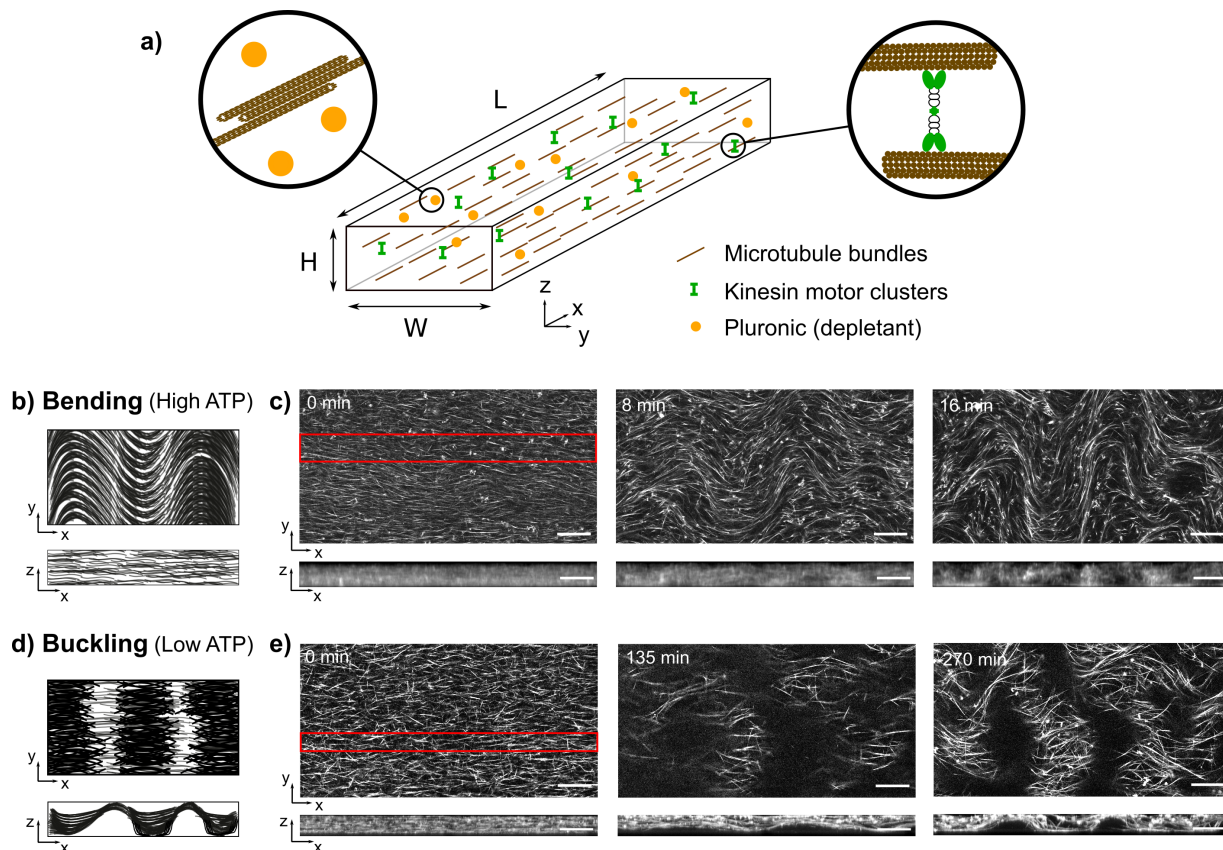 a)
L
H
W
z
x
y
Microtubule bundles
Kinesin motor clusters
Pluronic (depletant)
b) Bending (High ATP)
y
x
z
x
c)
0 min
8 min
16 min
y
x
z
x
d) Buckling (Low ATP)
y
x
z
x
e)
0 min
135 min
270 min
y
x
z
x